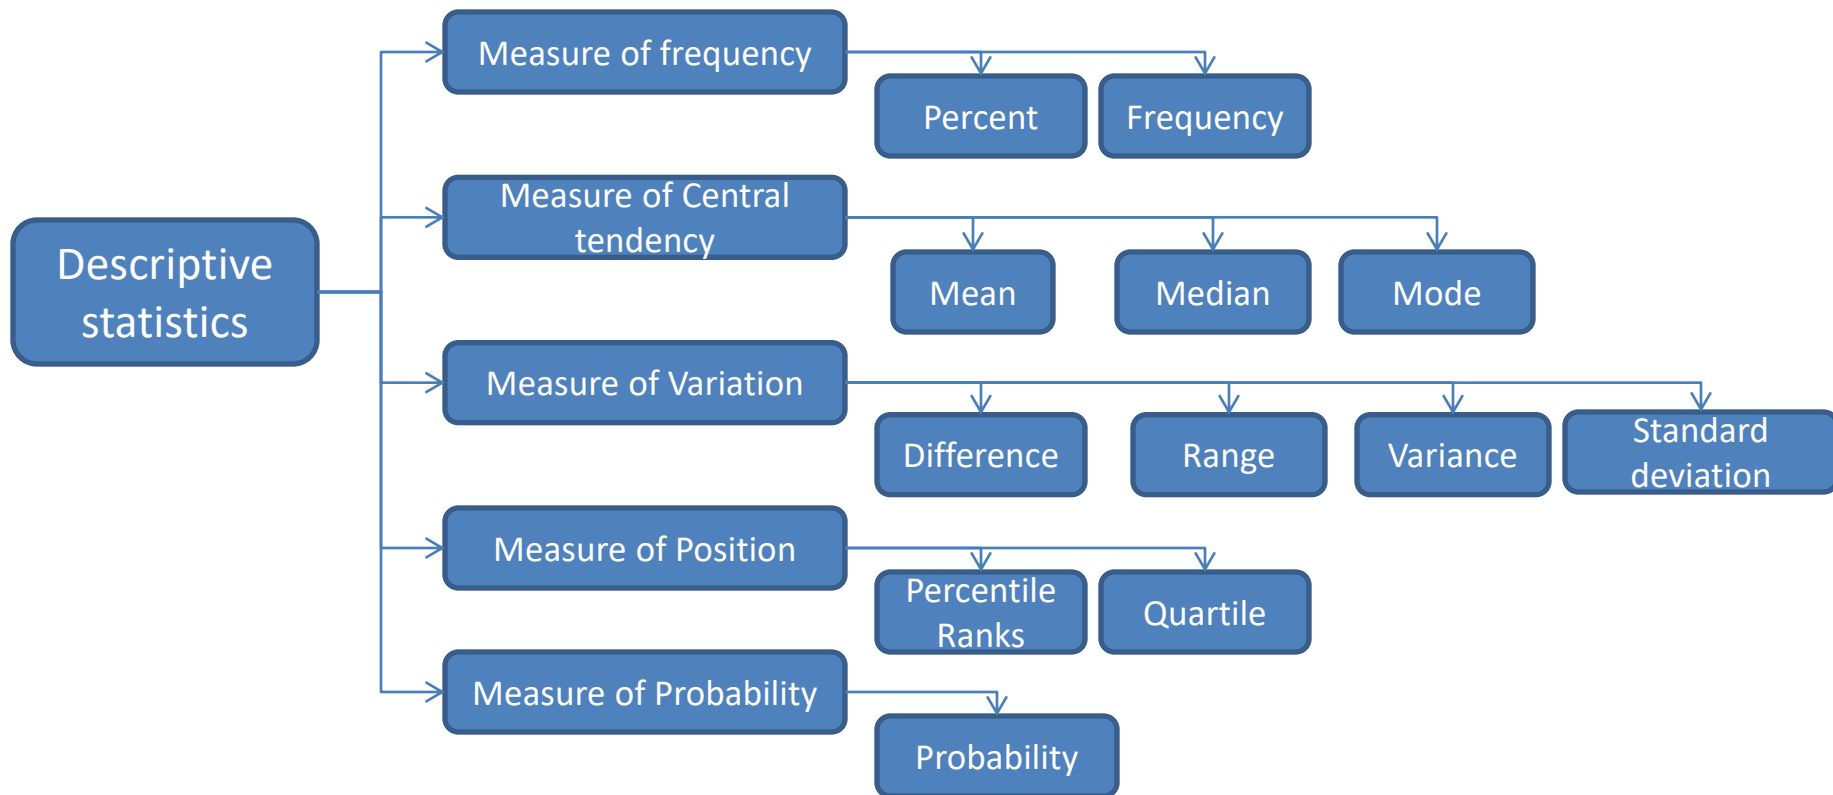 Descriptive
statistics
Measure of frequency
Percent
Frequency
Measure of Central
tendency
Mean
Median
Mode
Measure of Variation
Difference
Range
Variance
Standard
deviation
Measure of Position
Percentile
Ranks
Quartile
Measure of Probability
Probability